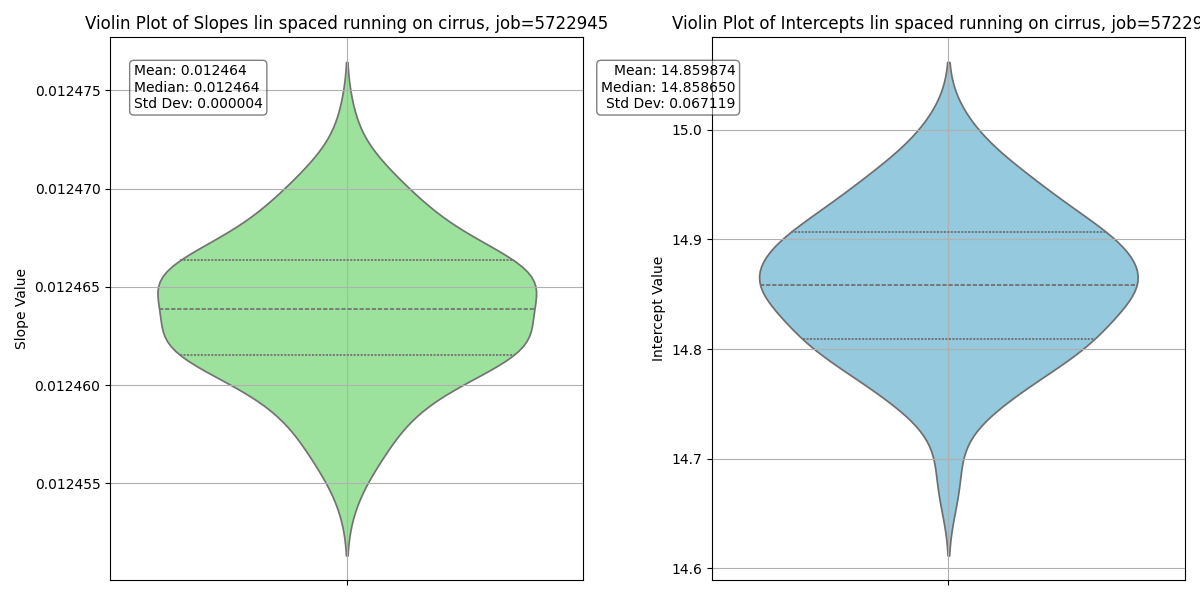 Violin Plot of Slopes lin spaced running on cirrus, job=5722945
Mean: 0.012464
Median: 0.012464
Std Dev: 0.000004
0.012475
0.012470
0.012465
0.012460
0.012455
Slope Value
Violin Plot of Intercepts lin spaced running on cirrus, job=57229
Mean: 14.859874
Median: 14.858650
Std Dev: 0.067119
15.0
14.9
14.8
14.7
14.6
Intercept Value